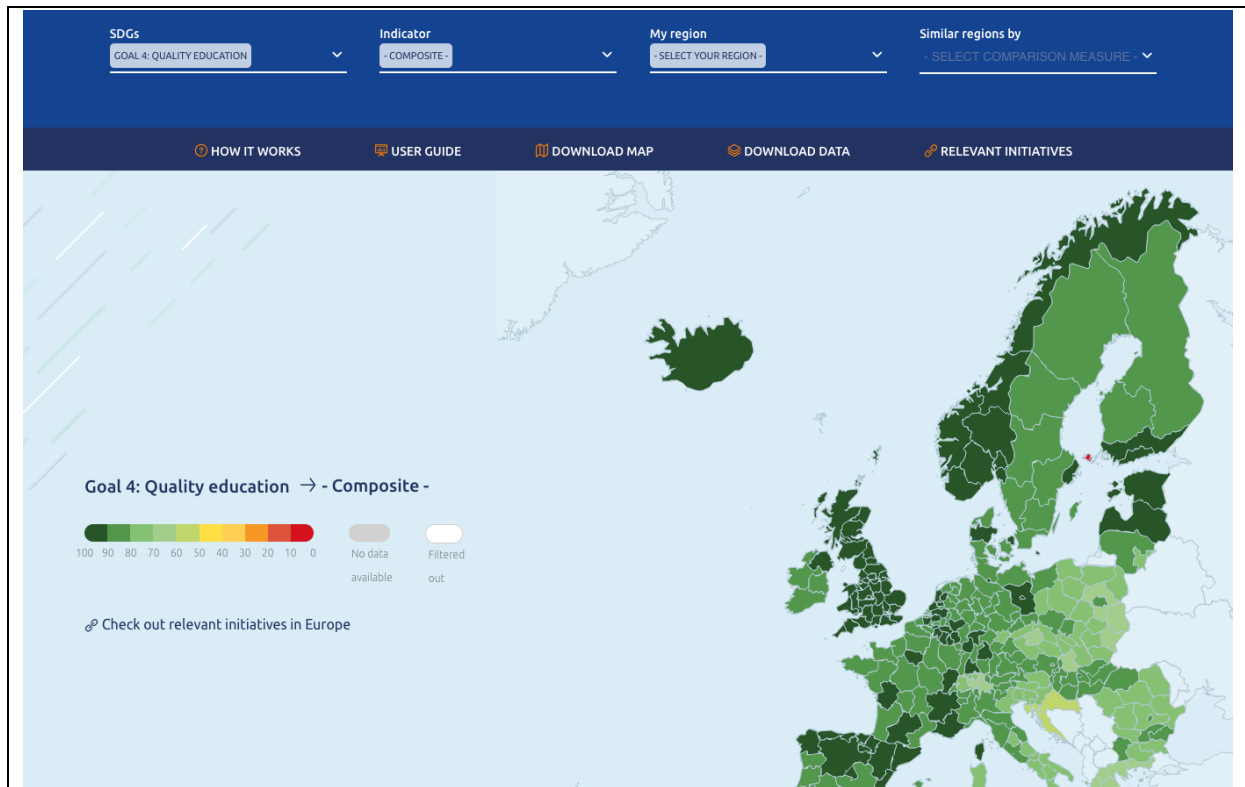 SDGs
GOAL 4: QUALITY EDUCATION
Indicator
- COMPOSITE -
My region
- SELECT YOUR REGION -
Similar regions by
- SELECT COMPARISON MEASURE -
HOW IT WORKS
USER GUIDE
DOWNLOAD MAP
DOWNLOAD DATA
RELEVANT INITIATIVES
Goal 4: Quality education → - Composite -
100 90 80 70 60 50 40 30 20 10 0
No data
available
Filtered
out
Check out relevant initiatives in Europe